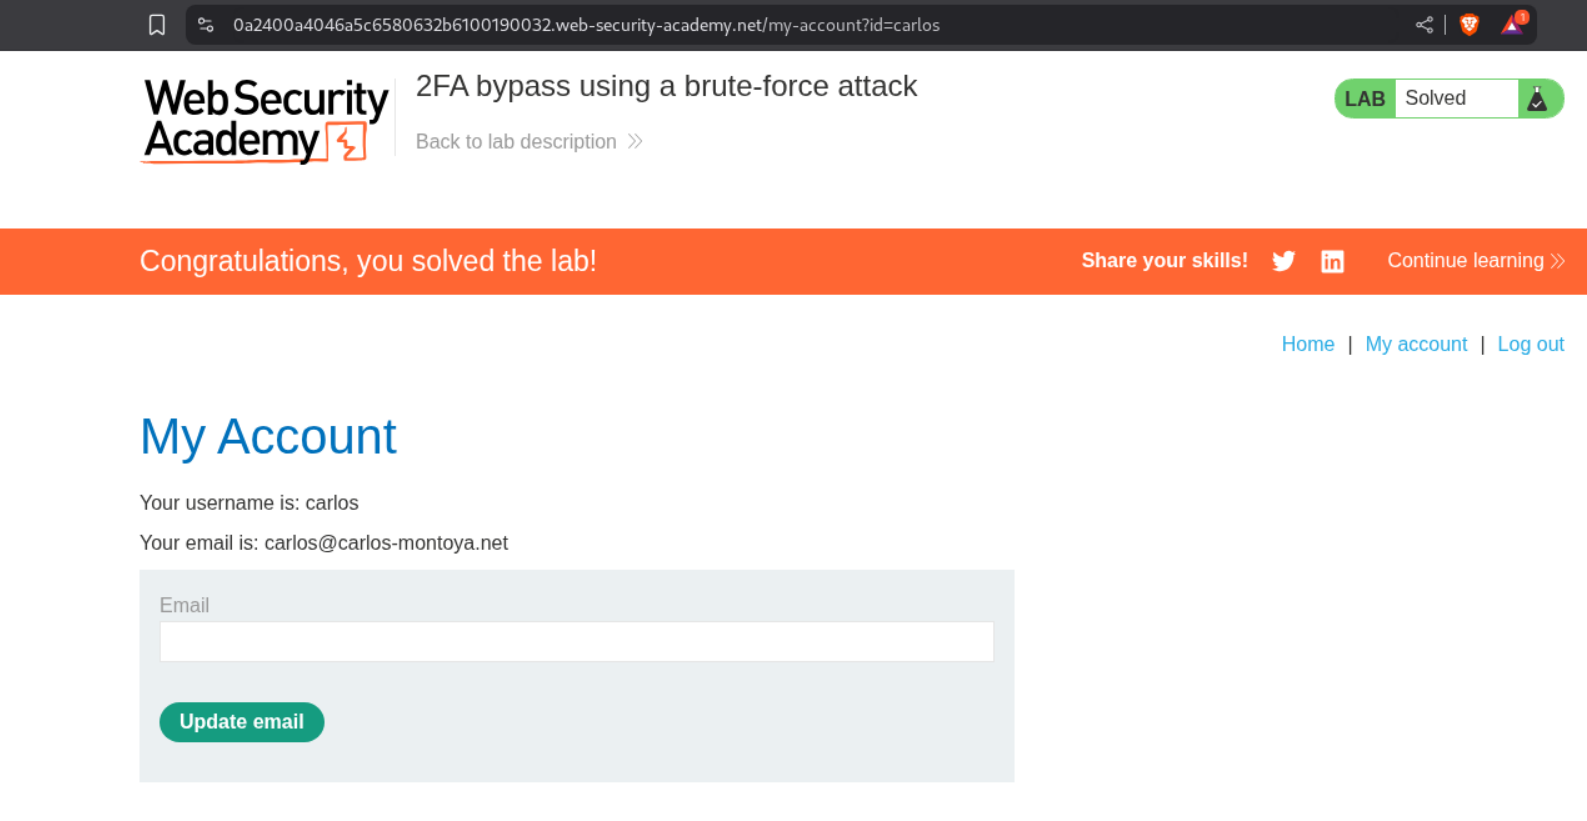 0a2400a4046a5c6580632b6100190032.web-security-academy.net/my-account?id=carlos
1
Web Security
Academy
2FA bypass using a brute-force attack
Back to lab description
LAB Solved
Congratulations, you solved the lab!
Share your skills!
Continue learning
Home | My account | Log out
My Account
Your username is: carlos
Your email is: carlos@carlos-montoya.net
Email
Update email